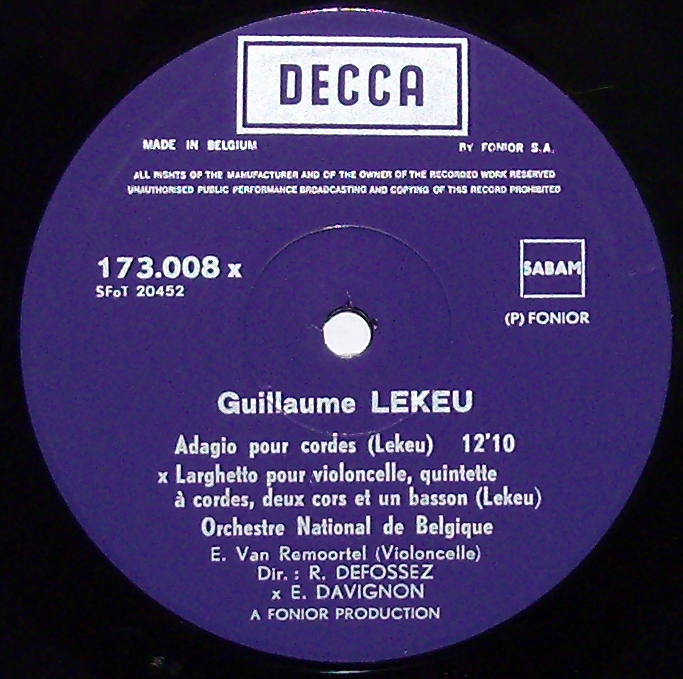 DECCA
MADE IN BELGIUM
BY FONIOR S.A.
ALL RIGHTS OF THE MANUFACTURER AND OF THE OWNER OF THE RECORDED WORK RESERVED
UNAUTHORISED PUBLIC PERFORMANCE BROADCASTING AND COPYING OF THIS RECORD PROHIBITED
173.008 x
SFoT 20452
SABAM
(P) FONIOR
Guillaume LEKEU
Adagio pour cordes (Lekeu) 12'10
x Larghetto pour violoncelle, quintette
à cordes, deux cors et un basson (Lekeu)
Orchestre National de Belgique
E. Van Remoortel (Violoncelle)
Dir. : R. DEFOSSEZ
x E. DAVIGNON
A FONIOR PRODUCTION